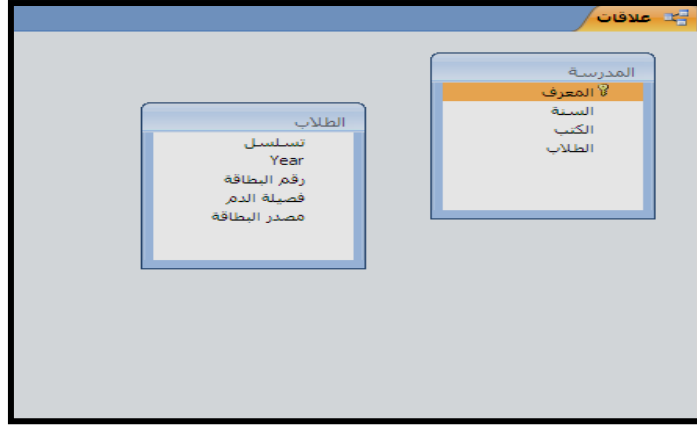 علاقات
المدرسة
المعرف
السنة
الكتب
الطلاب
الطلاب
تسلسل
Year
رقم البطاقة
فصيلة الدم
مصدر البطاقة